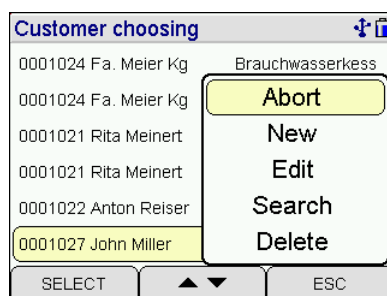 Customer choosing
0001024 Fa. Meier Kg Brauchwasserkess
0001024 Fa. Meier Kg
0001021 Rita Meinert
0001021 Rita Meinert
0001022 Anton Reiser
0001027 John Miller
Abort
New
Edit
Search
Delete
SELECT ESC